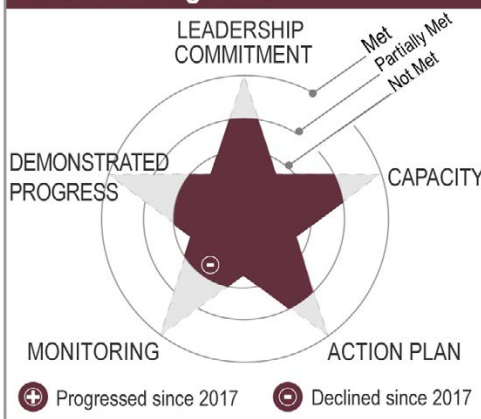 LEADERSHIP
COMMITMENT
Met
Partially Met
Not Met
DEMONSTRATED
PROGRESS
CAPACITY
MONITORING
ACTION PLAN
Progressed since 2017
Declined since 2017